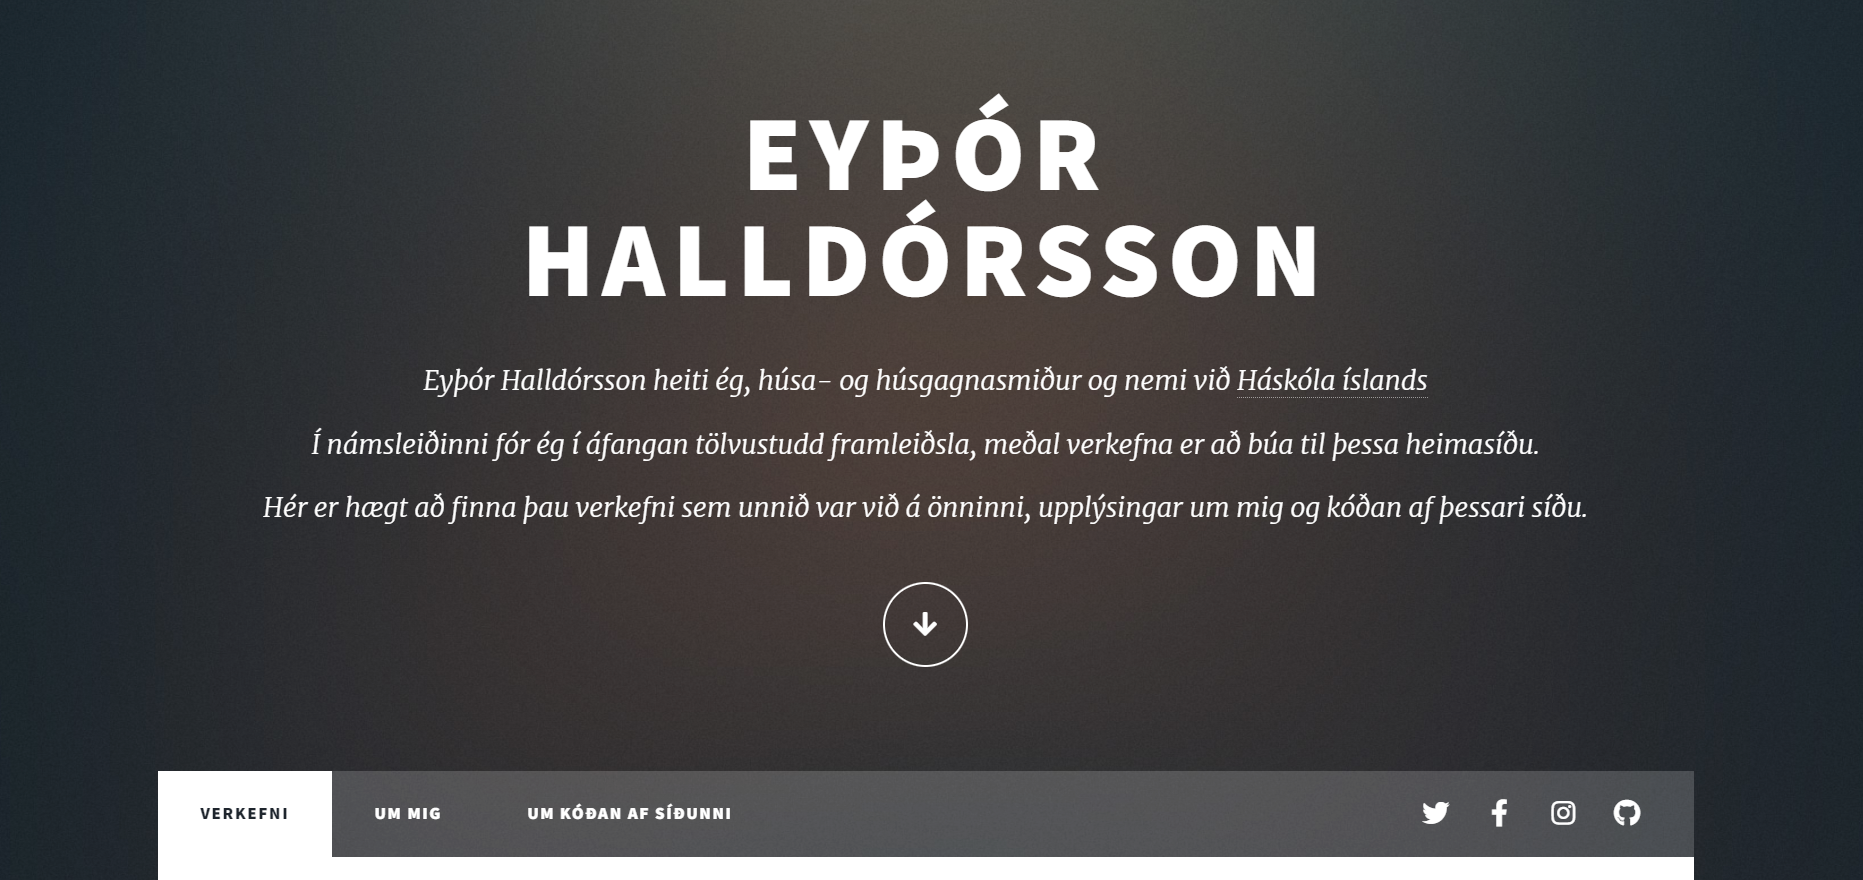 EYÞÓR
HALLDÓRSSON
Eyþór Halldórsson heiti ég, húsa- og húsgagnasmiður og nemi við Háskóla íslands
Í námsleiðinni fór ég í áfangan tölvustudd framleiðsla, meðal verkefna er að búa til þessa heimasíðu.
Hér er hægt að finna þau verkefni sem unnið var við á önninni, upplýsingar um mig og kóðan af þessari síðu.
VERKEFNI UM MIG UM KÓÐAN AF SÍÐUNNI